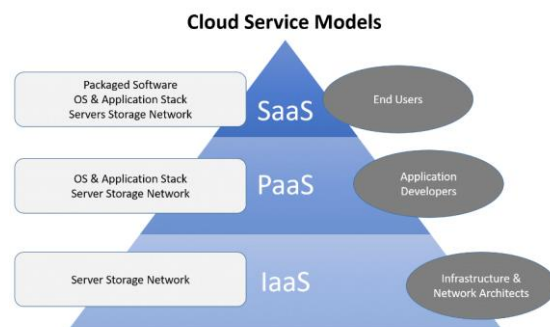 Cloud Service Models
Packaged Software
OS & Application Stack
Servers Storage Network
SaaS
End Users
OS & Application Stack
Server Storage Network
PaaS
Application
Developers
Server Storage Network
IaaS
Infrastructure &
Network Architects